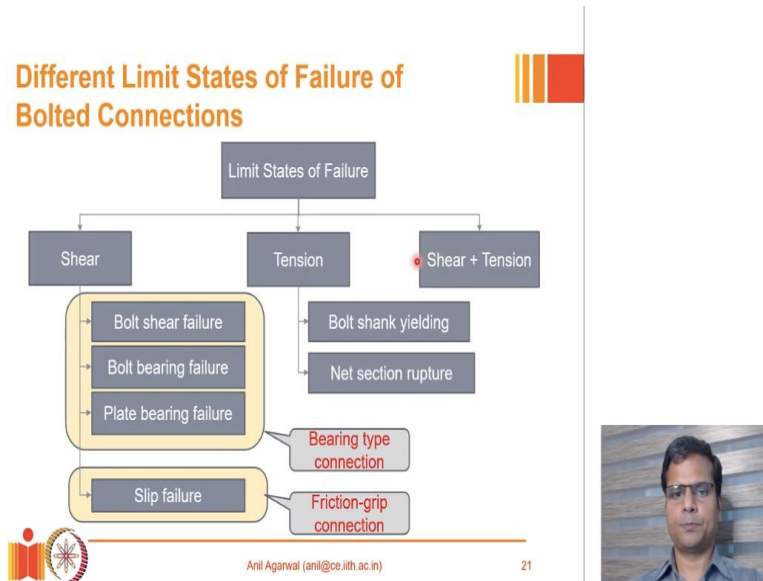 Different Limit States of Failure of
Bolted Connections
Limit States of Failure
Shear
Tension
Shear + Tension
Bolt shear failure
Bolt bearing failure
Plate bearing failure
Bolt shank yielding
Net section rupture
Bearing type
connection
Slip failure
Friction-grip
connection
Anil Agarwal (anil@ce.iith.ac.in)
21